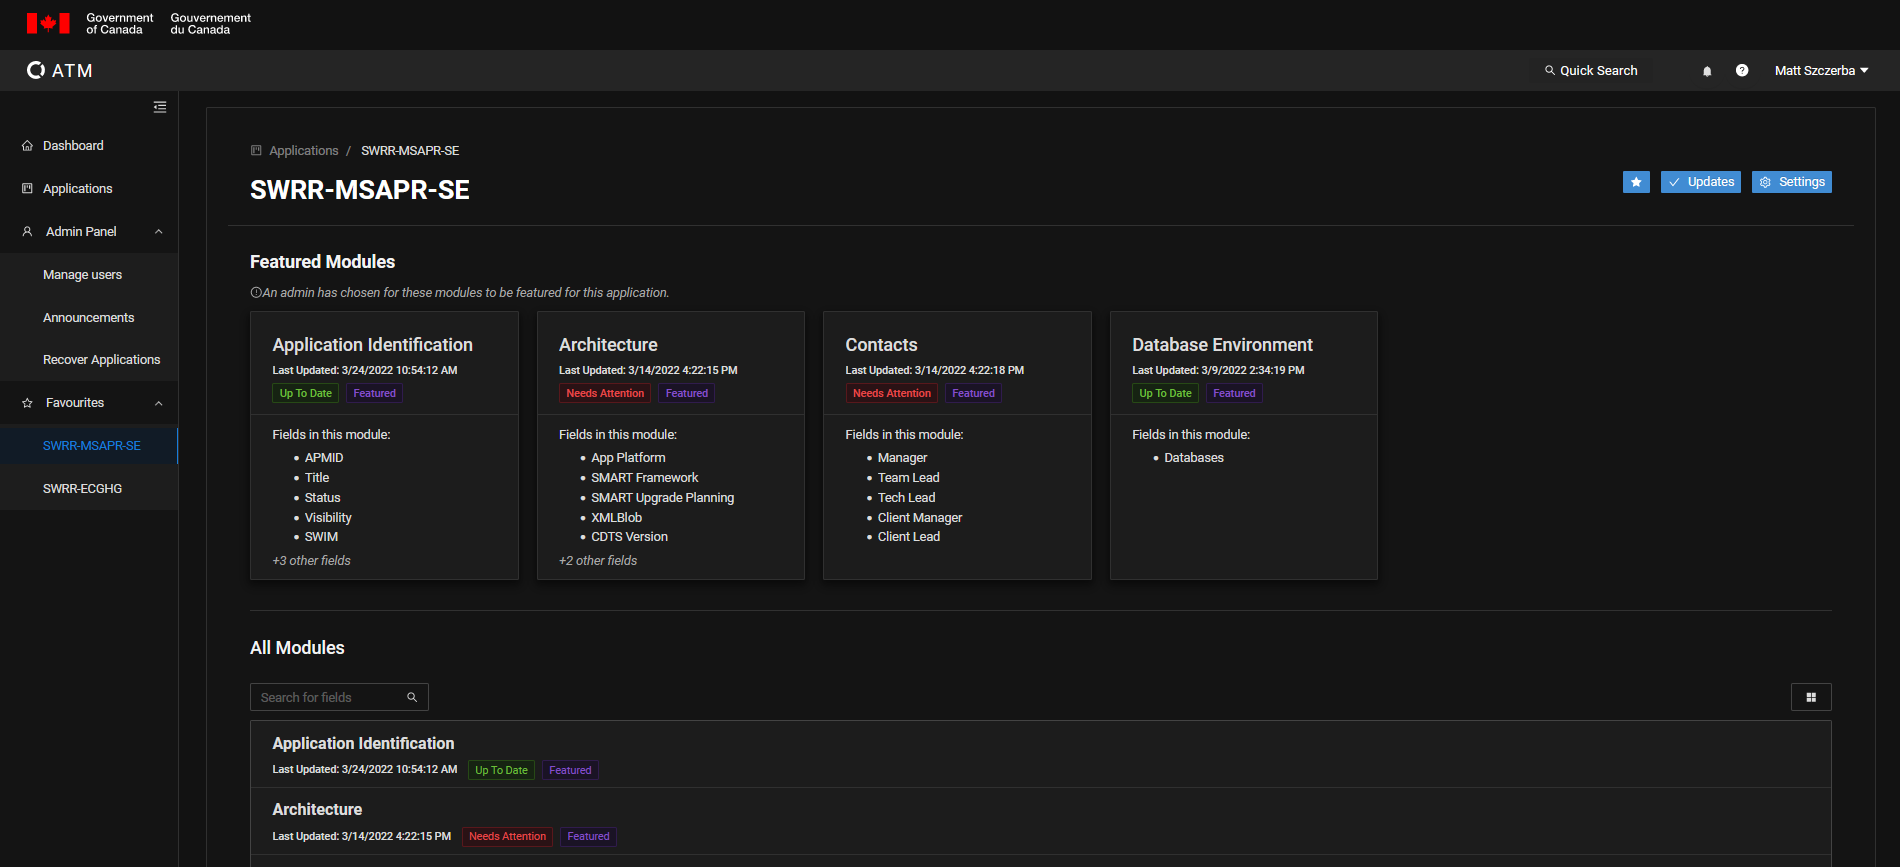 Government of Canada
Gouvernement du Canada
ATM
Quick Search
Matt Szczerba
Dashboard
Applications
Admin Panel
Manage users
Announcements
Recover Applications
Favourites
SWRR-MSAPR-SE
SWRR-ECGHG
Applications / SWRR-MSAPR-SE
SWRR-MSAPR-SE
Updates
Settings
Featured Modules
An admin has chosen for these modules to be featured for this application.
Application Identification
Last Updated: 3/24/2022 10:54:12 AM
Up To Date Featured
Fields in this module:
• APMID
• Title
• Status
• Visibility
• SWIM
+3 other fields
Architecture
Last Updated: 3/14/2022 4:22:15 PM
Needs Attention Featured
Fields in this module:
• App Platform
• SMART Framework
• SMART Upgrade Planning
• XMLBlob
• CDTS Version
+2 other fields
Contacts
Last Updated: 3/14/2022 4:22:18 PM
Needs Attention Featured
Fields in this module:
• Manager
• Team Lead
• Tech Lead
• Client Manager
• Client Lead
Database Environment
Last Updated: 3/9/2022 2:34:19 PM
Up To Date Featured
Fields in this module:
• Databases
All Modules
Search for fields
Application Identification
Last Updated: 3/24/2022 10:54:12 AM Up To Date Featured
Architecture
Last Updated: 3/14/2022 4:22:15 PM Needs Attention Featured